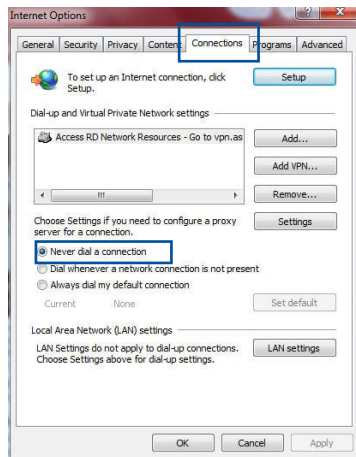 Internet Options
General Security Privacy Content Connections Programs Advanced
To set up an Internet connection, click
Setup.
Setup
Dial-up and Virtual Private Network settings
Access RD Network Resources - Go to vpn.as
Add...
Add VPN...
Remove...
Choose Settings if you need to configure a proxy
server for a connection.
Settings
Never dial a connection
Dial whenever a network connection is not present
Always dial my default connection
Current None
Set default
Local Area Network (LAN) settings
LAN Settings do not apply to dial-up connections.
Choose Settings above for dial-up settings.
LAN settings
OK Cancel Apply